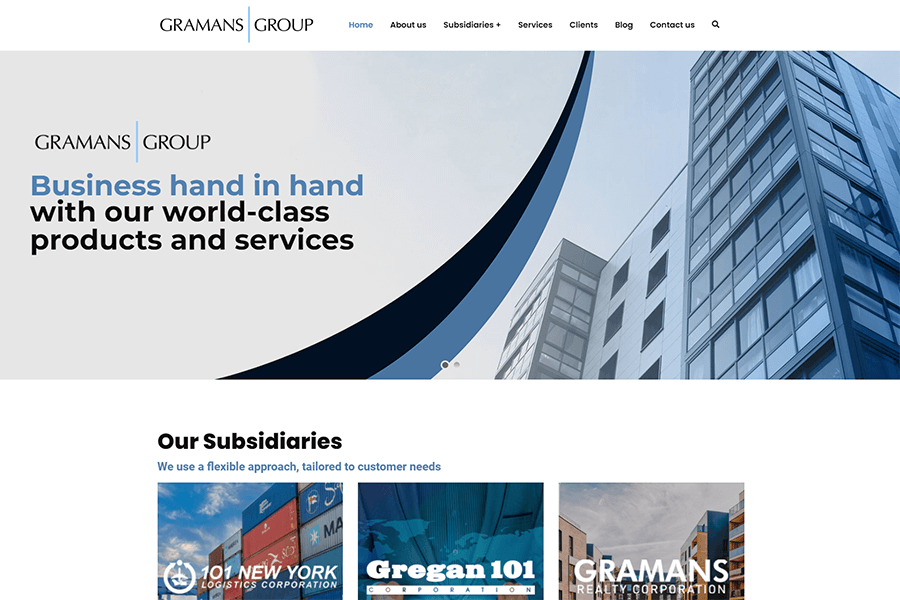 GRAMANS GROUP
Home About us Subsidiaries + Services Clients Blog Contact us
GRAMANS GROUP
Business hand in hand
with our world-class
products and services
Our Subsidiaries
We use a flexible approach, tailored to customer needs
101 NEW YORK
LOGISTICS CORPORATION
Gregan 101
CORPORATION
GRAMANS
REALTY CORPORATION